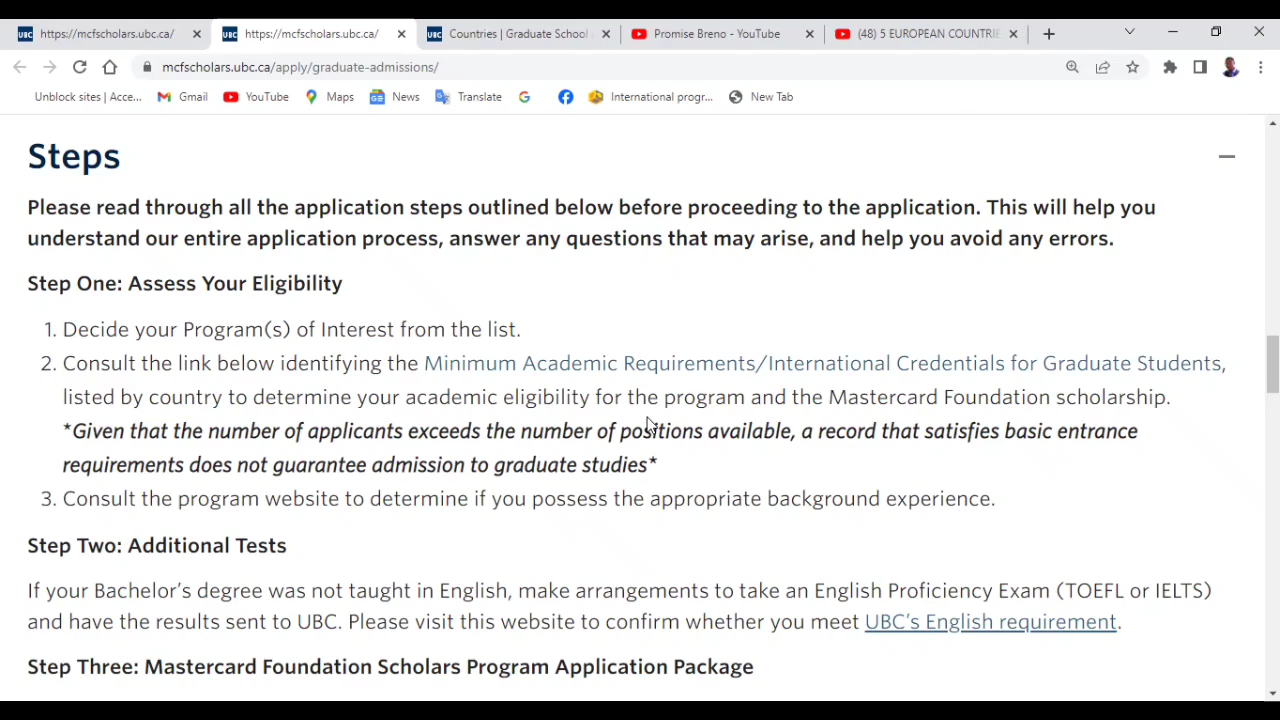 UBC https://mcfscholars.ubc.ca/ UBC https://mcfscholars.ubc.ca/ UBC Countries | Graduate School Promise Breno - YouTube (48) 5 EUROPEAN COUNTRIE
mcfscholars.ubc.ca/apply/graduate-admissions/
Unblock sites | Acce... Gmail YouTube Maps News Translate International progr... New Tab
Steps
Please read through all the application steps outlined below before proceeding to the application. This will help you
understand our entire application process, answer any questions that may arise, and help you avoid any errors.
Step One: Assess Your Eligibility
1. Decide your Program(s) of Interest from the list.
2. Consult the link below identifying the Minimum Academic Requirements/International Credentials for Graduate Students,
listed by country to determine your academic eligibility for the program and the Mastercard Foundation scholarship.
*Given that the number of applicants exceeds the number of positions available, a record that satisfies basic entrance
requirements does not guarantee admission to graduate studies*
3. Consult the program website to determine if you possess the appropriate background experience.
Step Two: Additional Tests
If your Bachelor's degree was not taught in English, make arrangements to take an English Proficiency Exam (TOEFL or IELTS)
and have the results sent to UBC. Please visit this website to confirm whether you meet UBC's English requirement.
Step Three: Mastercard Foundation Scholars Program Application Package